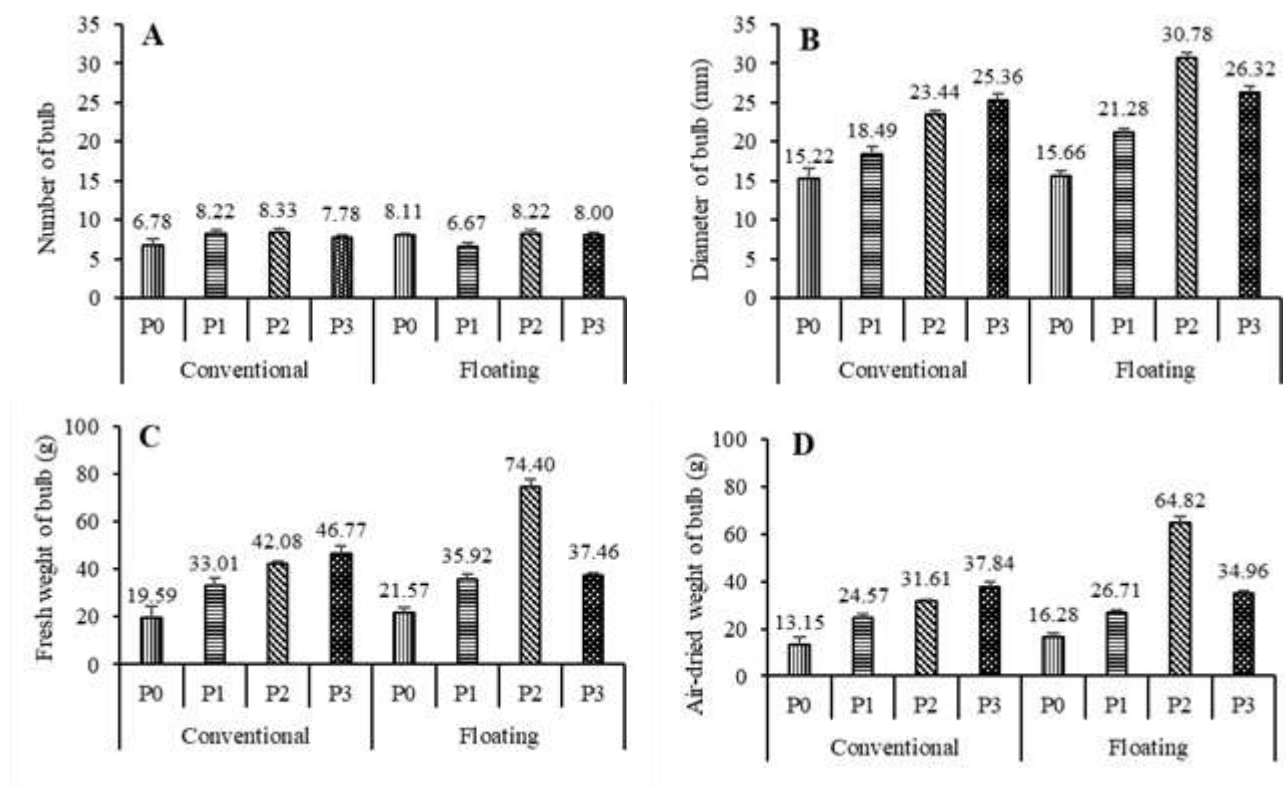 A
Number of bulb
35
30
25
20
15
10
5
0
6.78 8.22 8.33 7.78 8.11 6.67 8.22 8.00
P0 P1 P2 P3 P0 P1 P2 P3
Conventional Floating
B
Diameter of bulb (mm)
35
30
25
20
15
10
5
0
15.22 18.49 23.44 25.36 15.66 21.28 30.78 26.32
P0 P1 P2 P3 P0 P1 P2 P3
Conventional Floating
C
Fresh weght of bulb (g)
100
80
60
40
20
0
19.59 33.01 42.08 46.77 21.57 35.92 74.40 37.46
P0 P1 P2 P3 P0 P1 P2 P3
Conventional Floating
D
Air-dried weght of bulb (g)
100
80
60
40
20
0
13.15 24.57 31.61 37.84 16.28 26.71 64.82 34.96
P0 P1 P2 P3 P0 P1 P2 P3
Conventional Floating